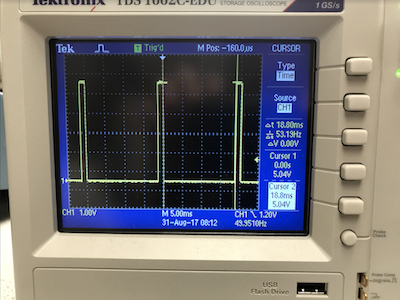 Tektronix TDS 1002C-EDU STORAGE OSCILLOSCOPE 1 GS/s
Tek T Trig'd M Pos: -160.0µs CURSOR
Type
Time
Source
CH1
Δt 18.80ms
53.19Hz
ΔV 0.00V
Cursor 1
0.00s
5.04V
Cursor 2
18.8ms
5.04V
1
CH1 1.00V M 5.00ms CH1 1.20V
31-Aug-17 08:12 49.9510Hz
PROBE CHECK
USB
Flash Drive